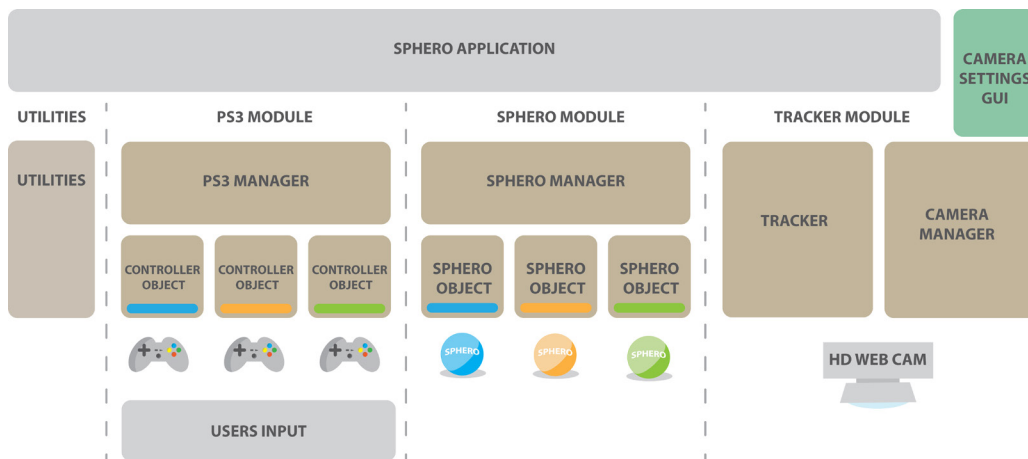 SPHERO APPLICATION
CAMERA
SETTINGS
GUI
UTILITIES
PS3 MODULE
SPHERO MODULE
TRACKER MODULE
UTILITIES
PS3 MANAGER
SPHERO MANAGER
TRACKER
CAMERA
MANAGER
CONTROLLER
OBJECT
CONTROLLER
OBJECT
CONTROLLER
OBJECT
SPHERO
OBJECT
SPHERO
OBJECT
SPHERO
OBJECT
SPHERO
SPHERO
SPHERO
HD WEB CAM
USERS INPUT